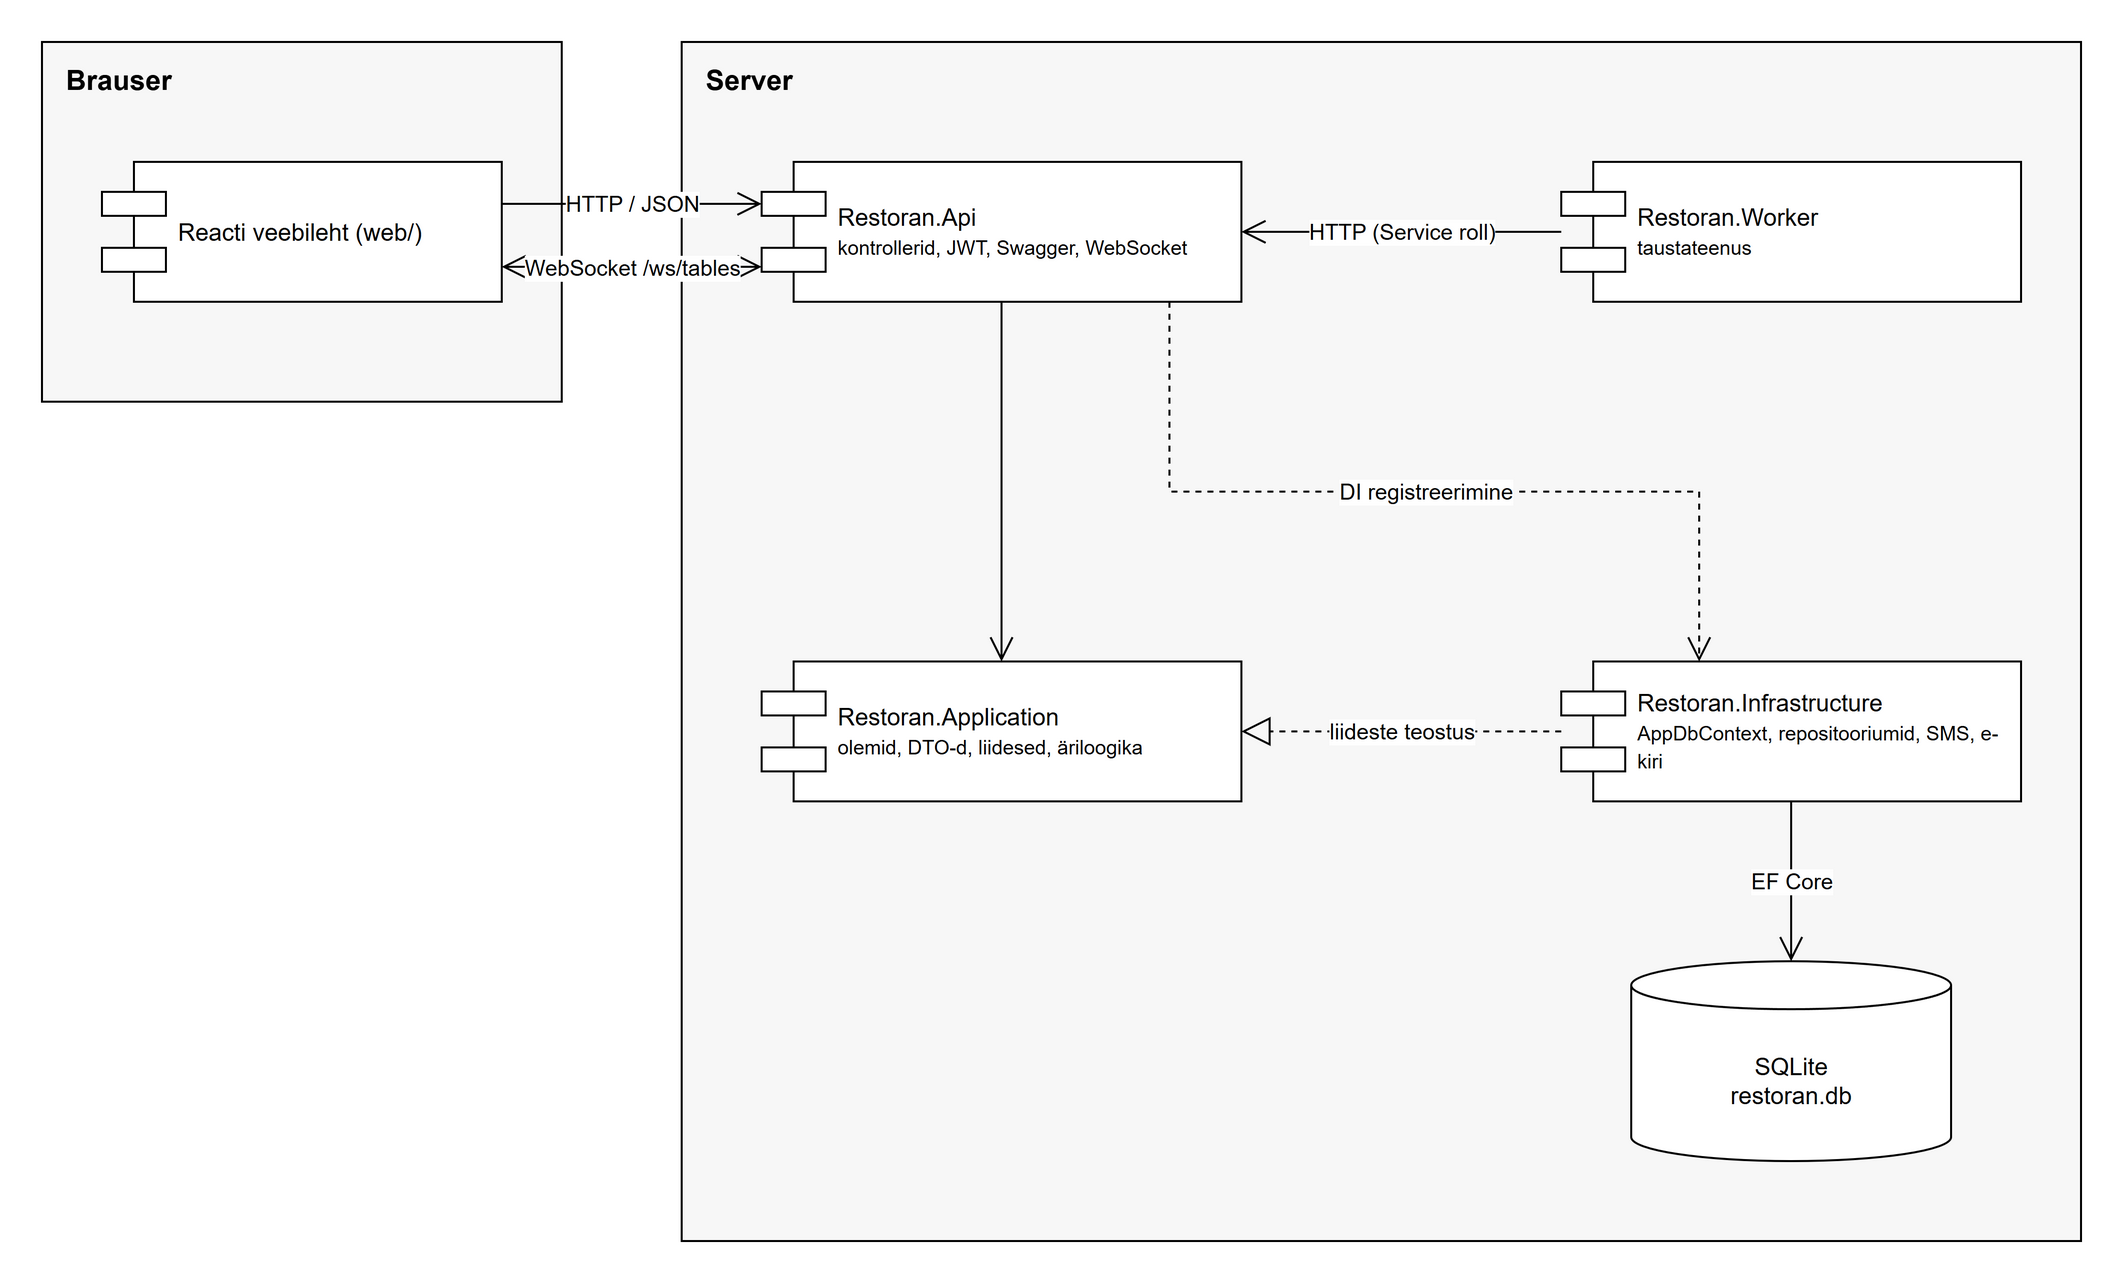 Brauser
Server
Reacti veebileht (web/)
HTTP / JSON
WebSocket /ws/tables
Restoran.Api
kontrollerid, JWT, Swagger, WebSocket
HTTP (Service roll)
Restoran.Worker
taustateenus
DI registreerimine
Restoran.Application
olemid, DTO-d, liidesed, äriloogika
liideste teostus
Restoran.Infrastructure
AppDbContext, repositooriumid, SMS, e-
kiri
EF Core
SQLite
restoran.db